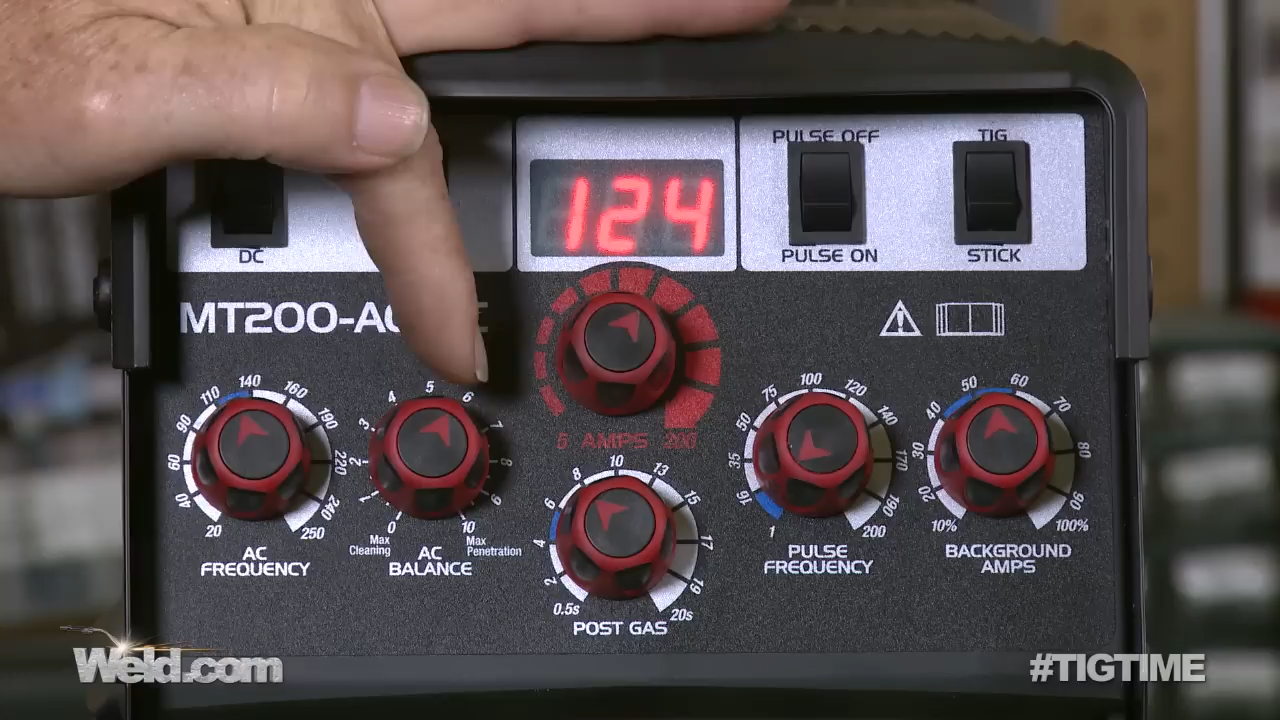 PULSE OFF
TIG
124
DC
PULSE ON
STICK
MT200-AC
5 AMPS 200
20 40 60 90 110 140 160 190 220 240 250
AC
FREQUENCY
0 1 2 3 4 5 6 7 8 9 10
Max
Cleaning
Max
Penetration
AC
BALANCE
0.5s 2 4 6 8 10 13 15 17 19 20s
POST GAS
1 16 35 50 75 100 120 140 170 190 200
PULSE
FREQUENCY
10% 20 30 40 50 60 70 80 90 100%
BACKGROUND
AMPS
Weld.com
#TIGTIME